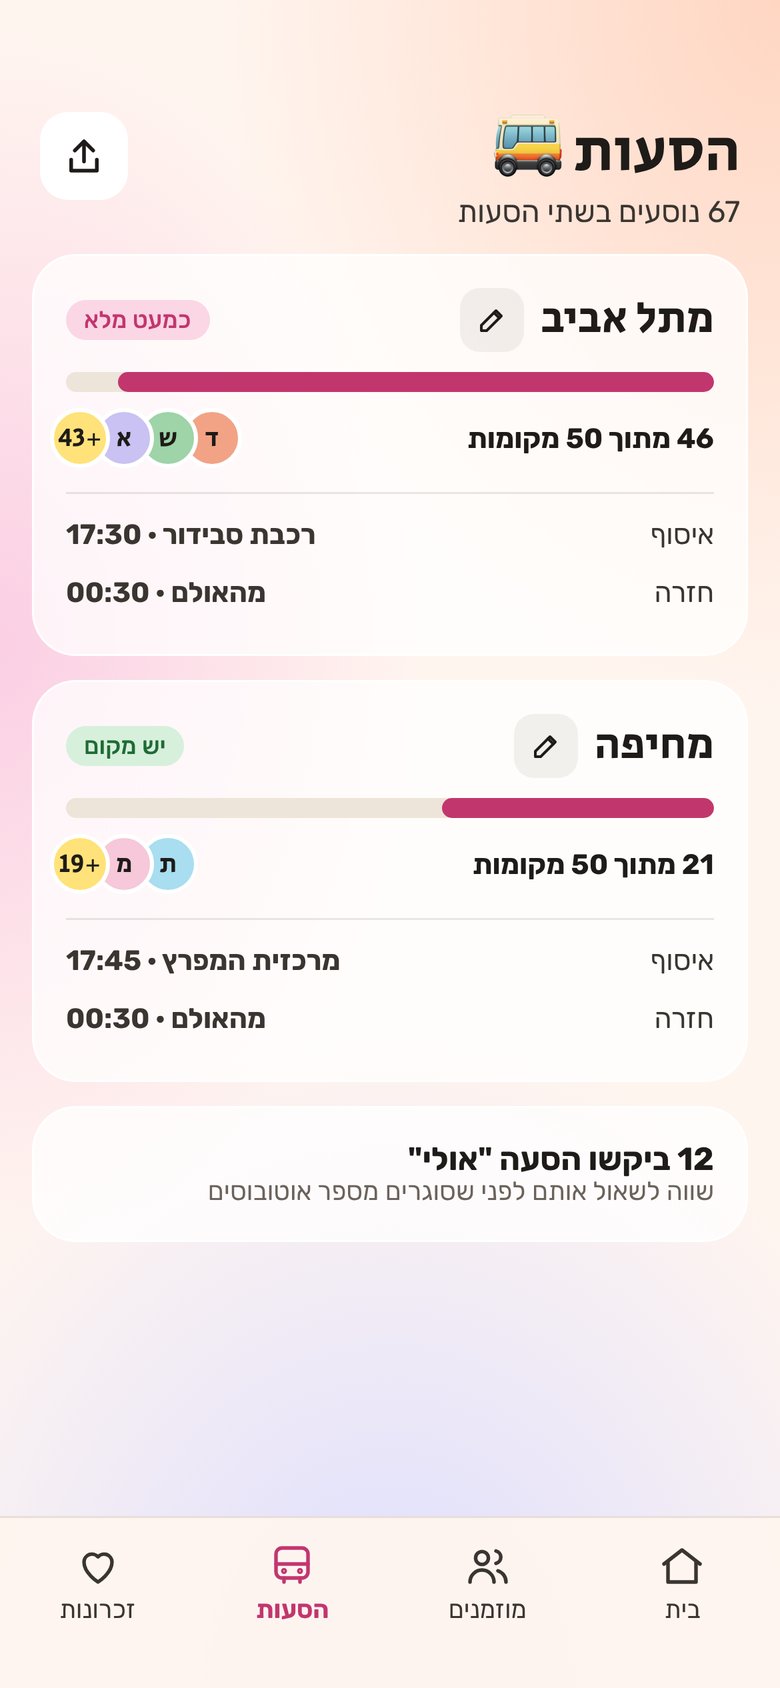 הסעות
67 נוסעים בשתי הסעות
מתל אביב
כמעט מלא
46 מתוך 50 מקומות
ד ש א +43
איסוף רכבת סבידור • 17:30
חזרה מהאולם • 00:30
מחיפה
יש מקום
21 מתוך 50 מקומות
ת מ +19
איסוף מרכזית המפרץ • 17:45
חזרה מהאולם • 00:30
12 ביקשו הסעה "אולי"
שווה לשאול אותם לפני שסוגרים מספר אוטובוסים
בית מוזמנים הסעות זכרונות